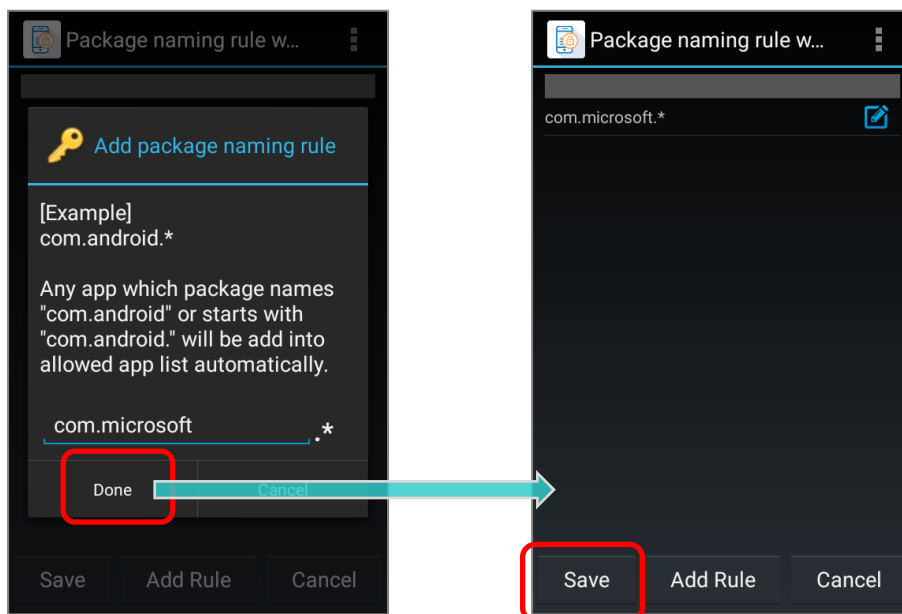 Package naming rule w...
Add package naming rule
[Example]
com.android.*
Any app which package names
"com.android" or starts with
"com.android." will be add into
allowed app list automatically.
com.microsoft .*
Done Cancel
Save Add Rule Cancel
Package naming rule w...
com.microsoft.*
Save Add Rule Cancel